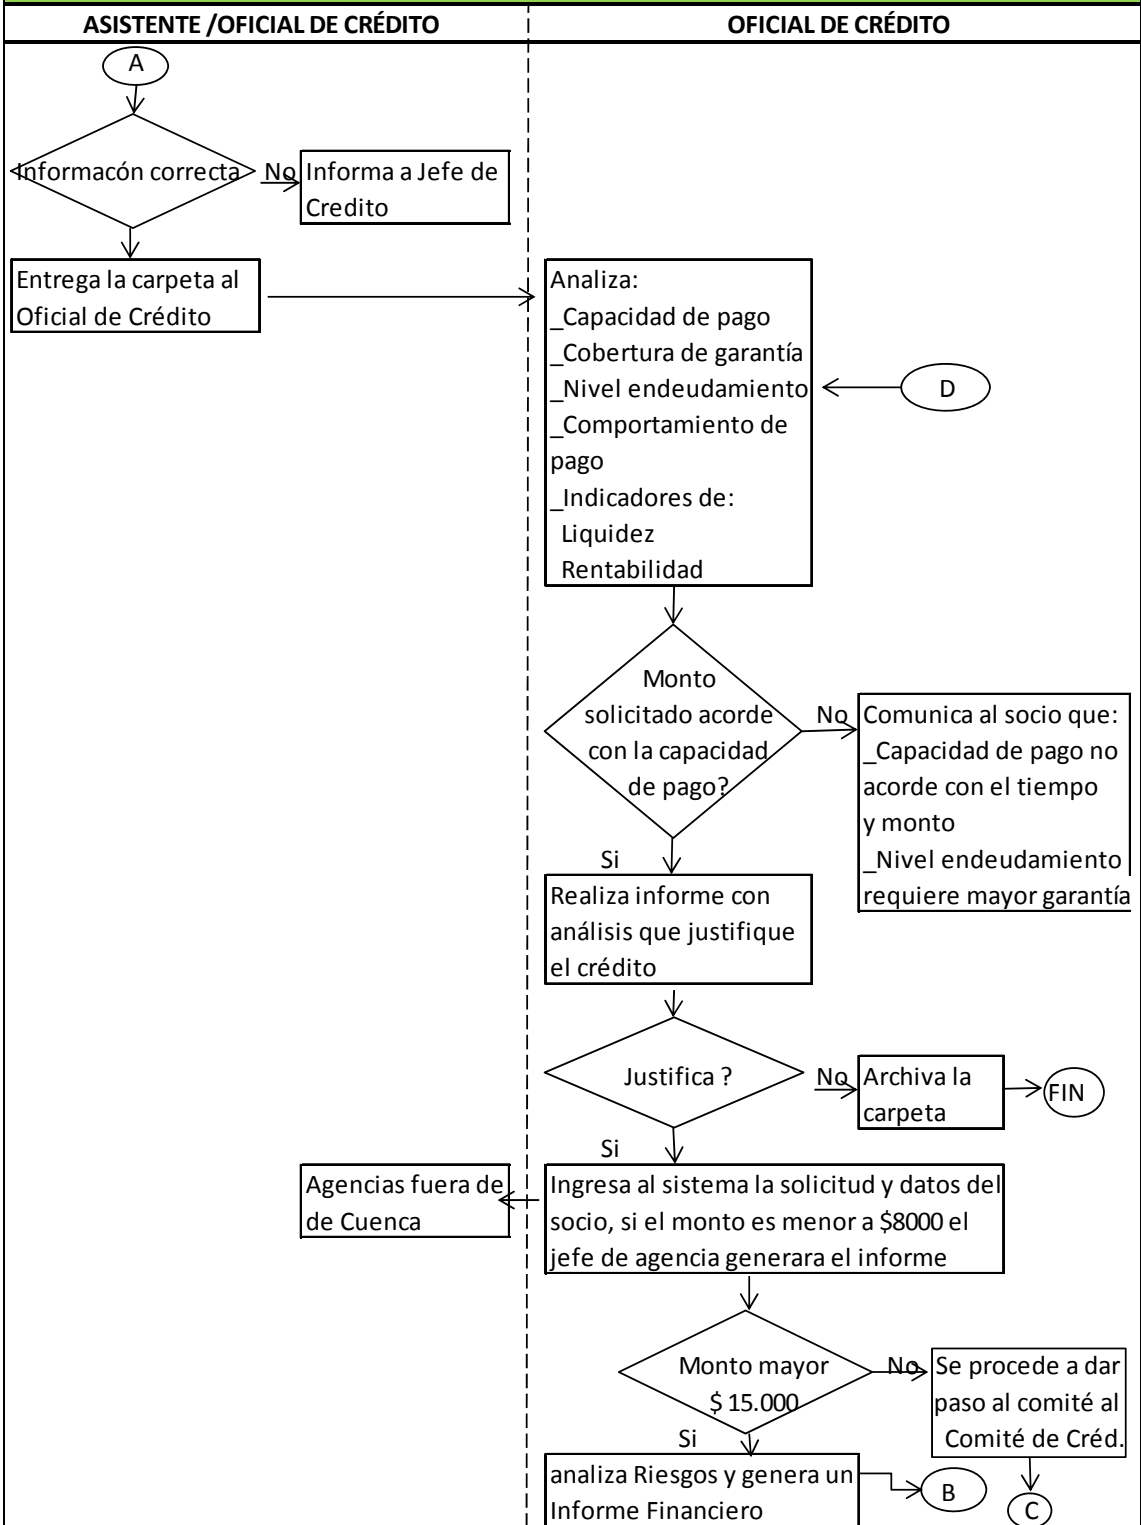 ASISTENTE /OFICIAL DE CRÉDITO
OFICIAL DE CRÉDITO
A
Informacón correcta
No
Informa a Jefe de
Credito
Entrega la carpeta al
Oficial de Crédito
Analiza:
_Capacidad de pago
_Cobertura de garantía
_Nivel endeudamiento
_Comportamiento de
pago
_Indicadores de:
Liquidez
Rentabilidad
D
Monto
solicitado acorde
con la capacidad
de pago?
No
Comunica al socio que:
_Capacidad de pago no
acorde con el tiempo
y monto
_Nivel endeudamiento
requiere mayor garantía
Si
Realiza informe con
análisis que justifique
el crédito
Justifica ?
No
Archiva la
carpeta
FIN
Si
Agencias fuera de
de Cuenca
Ingresa al sistema la solicitud y datos del
socio, si el monto es menor a $8000 el
jefe de agencia generara el informe
Monto mayor
$ 15.000
No
Se procede a dar
paso al comité al
Comité de Créd.
Si
analiza Riesgos y genera un
Informe Financiero
B
C